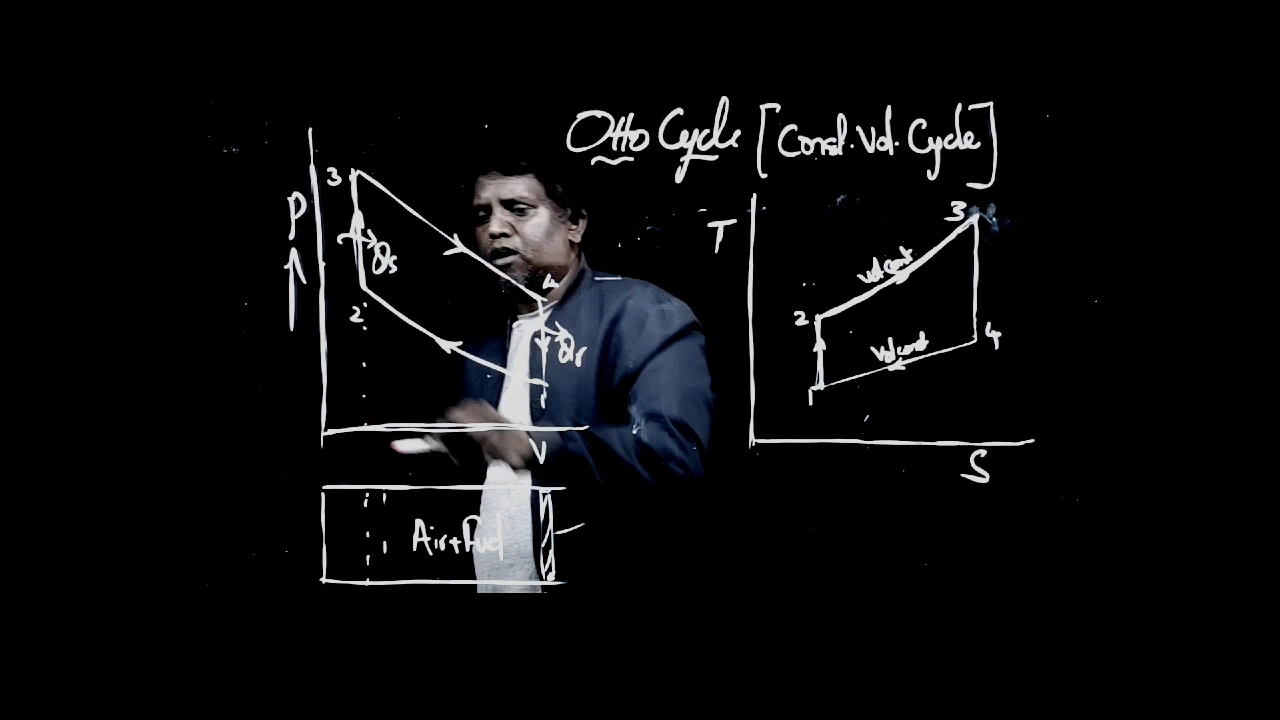 Otto Cycle [Const. Vol. Cycle]
P
3
Qs
2
4
Qr
1
V
Air+Fuel
T
3
Vol const
2
Vol const
4
1
S